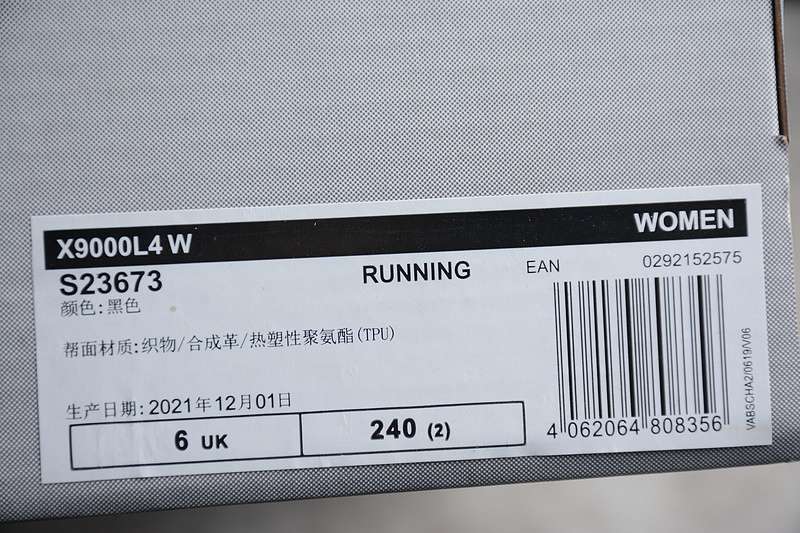 X9000L4 W WOMEN
S23673 RUNNING EAN 0292152575
颜色:黑色
帮面材质:织物/合成革/热塑性聚氨酯(TPU)
生产日期:2021年12月01日
6 UK 240 (2)
4 062064 808356
VABSCHA2/0619/V06